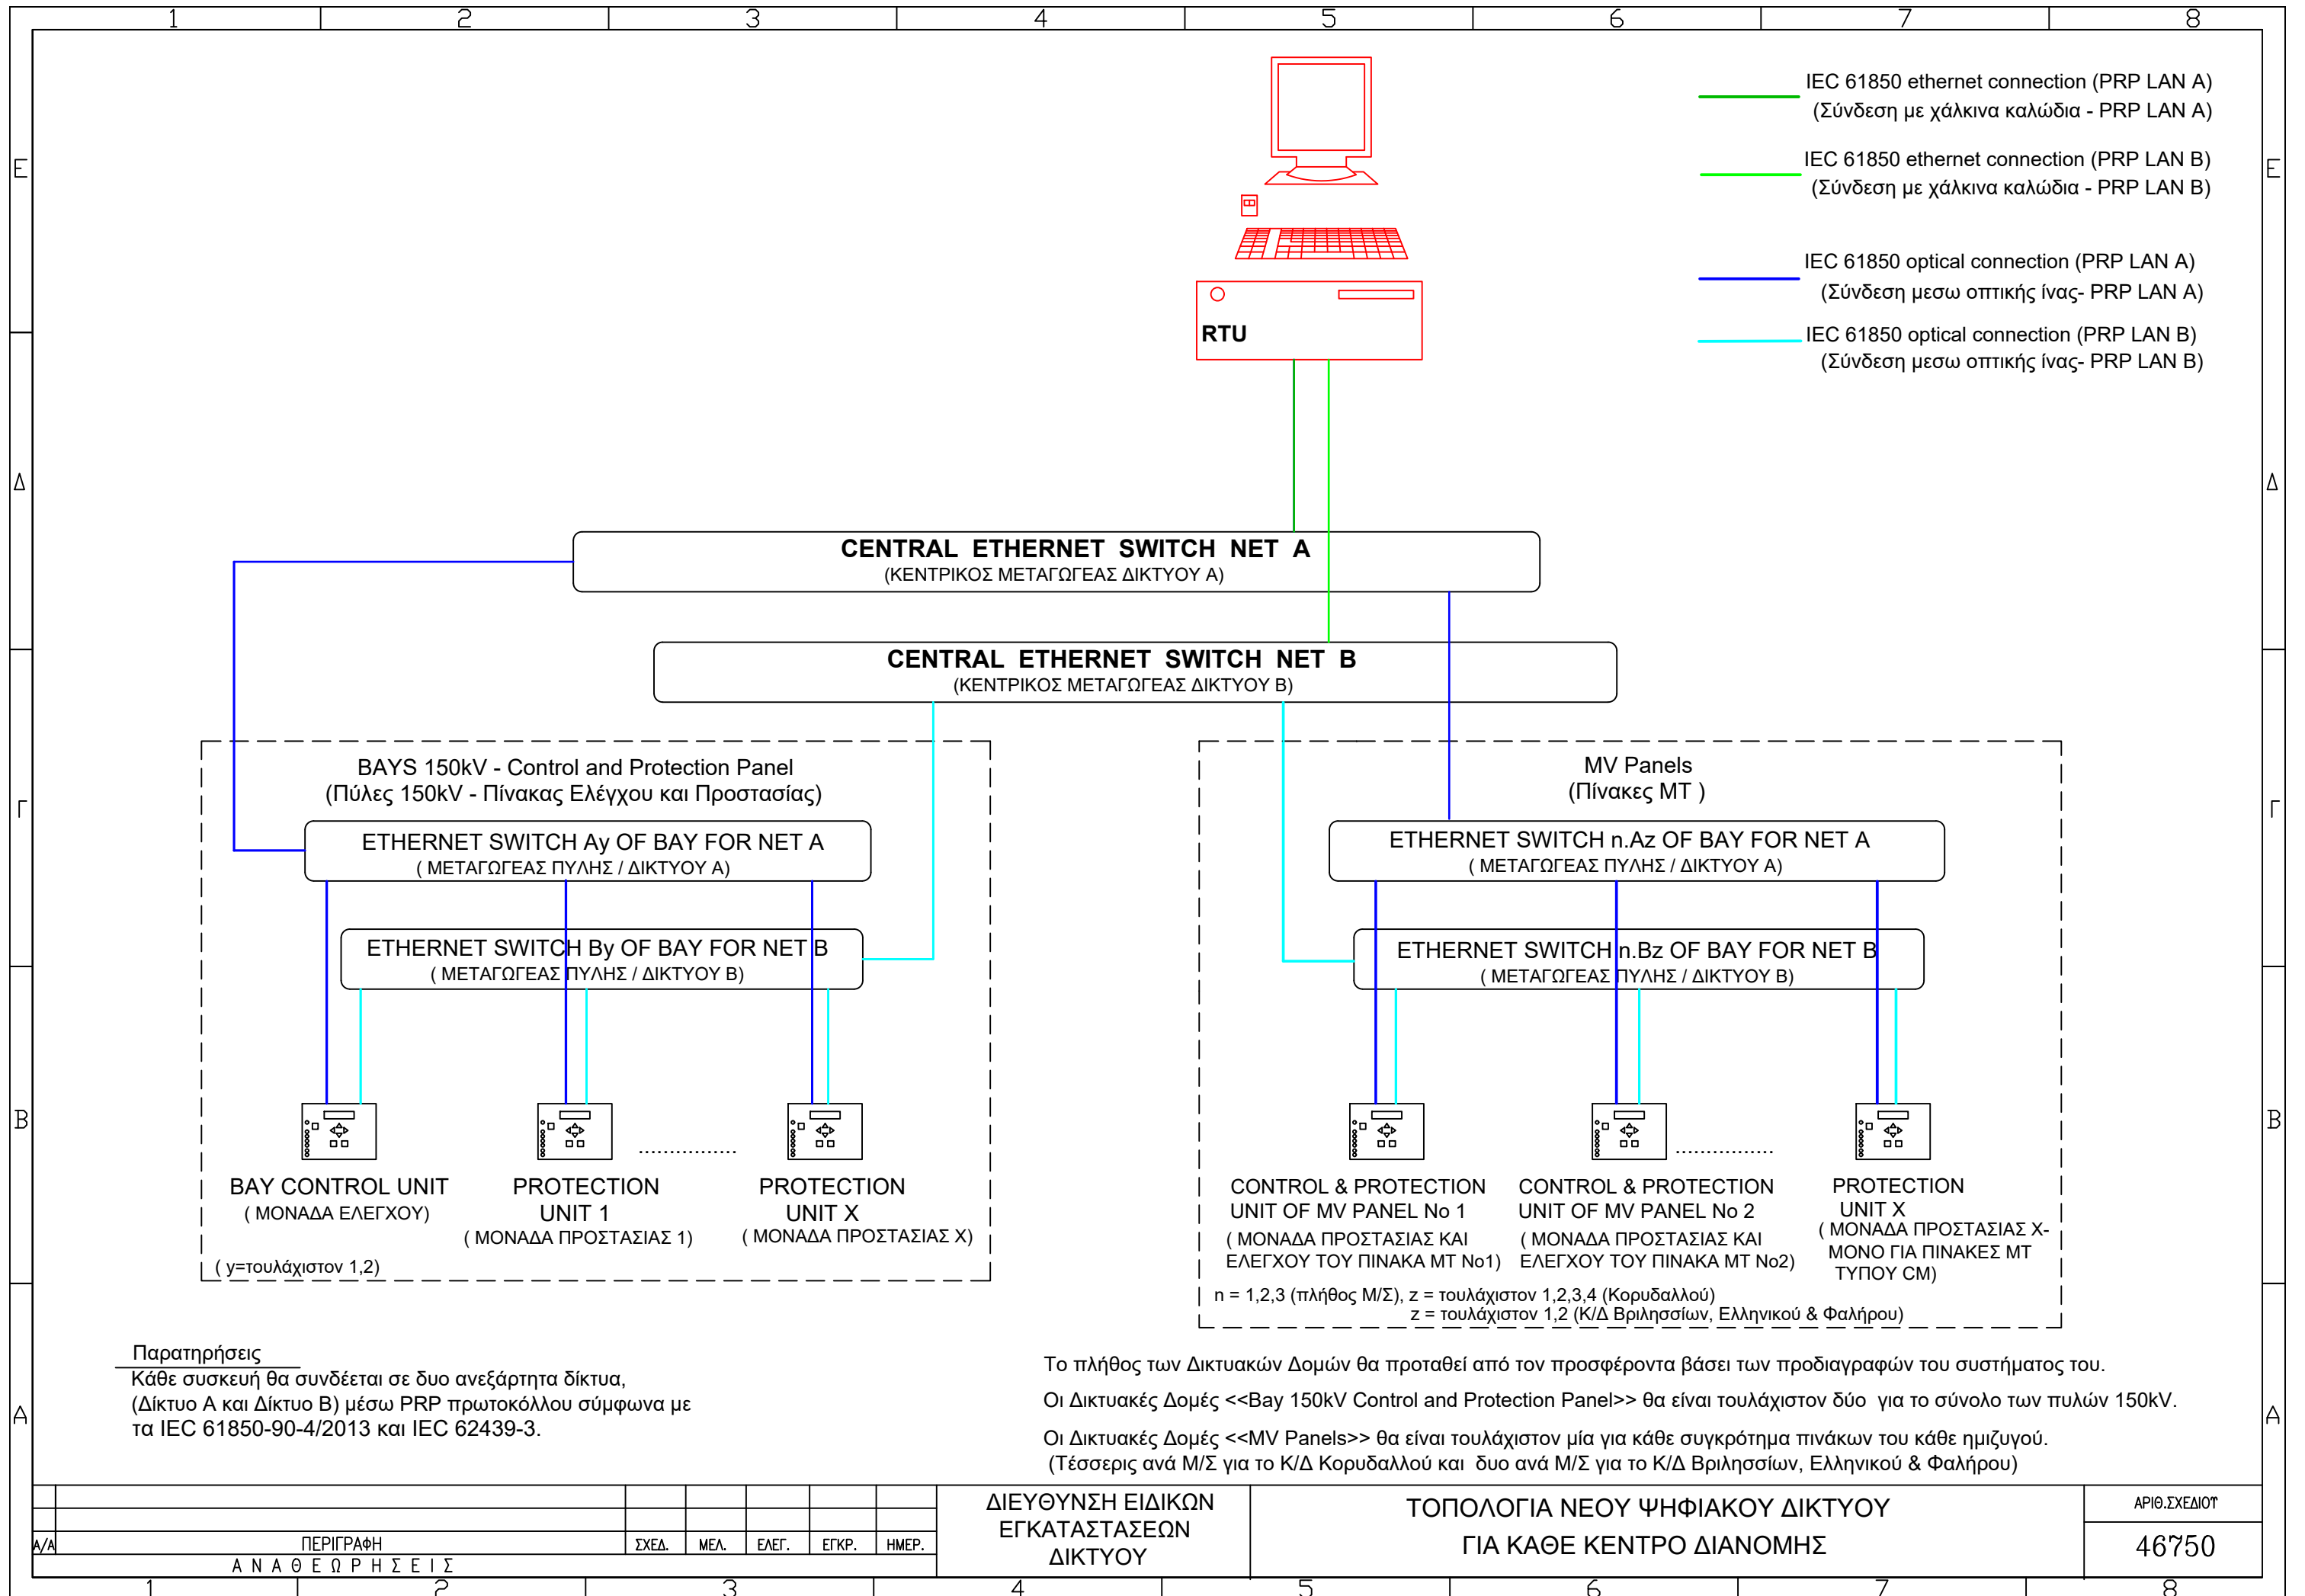 1 2 3 4 5 6 7 8
IEC 61850 ethernet connection (PRP LAN A)
(Σύνδεση με χάλκινα καλώδια - PRP LAN A)
IEC 61850 ethernet connection (PRP LAN B)
(Σύνδεση με χάλκινα καλώδια - PRP LAN B)
IEC 61850 optical connection (PRP LAN A)
(Σύνδεση μεσω οπτικής ίνας- PRP LAN A)
IEC 61850 optical connection (PRP LAN B)
(Σύνδεση μεσω οπτικής ίνας- PRP LAN B)
E E
RTU
Δ Δ
CENTRAL ETHERNET SWITCH NET A
(ΚΕΝΤΡΙΚΟΣ ΜΕΤΑΓΩΓΕΑΣ ΔΙΚΤΥΟΥ Α)
CENTRAL ETHERNET SWITCH NET B
(ΚΕΝΤΡΙΚΟΣ ΜΕΤΑΓΩΓΕΑΣ ΔΙΚΤΥΟΥ Β)
Γ Γ
BAYS 150kV - Control and Protection Panel
(Πύλες 150kV - Πίνακας Ελέγχου και Προστασίας)
ETHERNET SWITCH Ay OF BAY FOR NET A
( ΜΕΤΑΓΩΓΕΑΣ ΠΥΛΗΣ / ΔΙΚΤΥΟΥ Α)
ETHERNET SWITCH By OF BAY FOR NET B
( ΜΕΤΑΓΩΓΕΑΣ ΠΥΛΗΣ / ΔΙΚΤΥΟΥ Β)
MV Panels
(Πίνακες ΜΤ )
ETHERNET SWITCH n.Az OF BAY FOR NET A
( ΜΕΤΑΓΩΓΕΑΣ ΠΥΛΗΣ / ΔΙΚΤΥΟΥ Α)
ETHERNET SWITCH n.Bz OF BAY FOR NET B
( ΜΕΤΑΓΩΓΕΑΣ ΠΥΛΗΣ / ΔΙΚΤΥΟΥ Β)
B B
................
................
BAY CONTROL UNIT
( ΜΟΝΑΔΑ ΕΛΕΓΧΟΥ)
PROTECTION
UNIT 1
( ΜΟΝΑΔΑ ΠΡΟΣΤΑΣΙΑΣ 1)
PROTECTION
UNIT X
( ΜΟΝΑΔΑ ΠΡΟΣΤΑΣΙΑΣ Χ)
( y=τουλάχιστον 1,2)
CONTROL & PROTECTION
UNIT OF MV PANEL No 1
( ΜΟΝΑΔΑ ΠΡΟΣΤΑΣΙΑΣ ΚΑΙ
ΕΛΕΓΧΟΥ ΤΟΥ ΠΙΝΑΚΑ ΜΤ Νο1)
CONTROL & PROTECTION
UNIT OF MV PANEL No 2
( ΜΟΝΑΔΑ ΠΡΟΣΤΑΣΙΑΣ ΚΑΙ
ΕΛΕΓΧΟΥ ΤΟΥ ΠΙΝΑΚΑ ΜΤ Νο2)
PROTECTION
UNIT X
( ΜΟΝΑΔΑ ΠΡΟΣΤΑΣΙΑΣ Χ-
ΜΟΝΟ ΓΙΑ ΠΙΝΑΚΕΣ ΜΤ
ΤΥΠΟΥ CM)
n = 1,2,3 (πλήθος Μ/Σ), z = τουλάχιστον 1,2,3,4 (Κορυδαλλού)
z = τουλάχιστον 1,2 (Κ/Δ Βριλησσίων, Ελληνικού & Φαλήρου)
A A
Παρατηρήσεις
Κάθε συσκευή θα συνδέεται σε δυο ανεξάρτητα δίκτυα,
(Δίκτυο Α και Δίκτυο Β) μέσω PRP πρωτοκόλλου σύμφωνα με
τα IEC 61850-90-4/2013 και IEC 62439-3.
Το πλήθος των Δικτυακών Δομών θα προταθεί από τον προσφέροντα βάσει των προδιαγραφών του συστήματος του.
Οι Δικτυακές Δομές <<Bay 150kV Control and Protection Panel>> θα είναι τουλάχιστον δύο για το σύνολο των πυλών 150kV.
Οι Δικτυακές Δομές <<MV Panels>> θα είναι τουλάχιστον μία για κάθε συγκρότημα πινάκων του κάθε ημιζυγού.
(Τέσσερις ανά Μ/Σ για το Κ/Δ Κορυδαλλού και δυο ανά Μ/Σ για το Κ/Δ Βριλησσίων, Ελληνικού & Φαλήρου)
Α/Α ΠΕΡΙΓΡΑΦΗ ΣΧΕΔ. ΜΕΛ. ΕΛΕΓ. ΕΓΚΡ. ΗΜΕΡ.
Α Ν Α Θ Ε Ω Ρ Η Σ Ε Ι Σ
ΔΙΕΥΘΥΝΣΗ ΕΙΔΙΚΩΝ
ΕΓΚΑΤΑΣΤΑΣΕΩΝ
ΔΙΚΤΥΟΥ
ΤΟΠΟΛΟΓΙΑ ΝΕΟΥ ΨΗΦΙΑΚΟΥ ΔΙΚΤΥΟΥ
ΓΙΑ ΚΑΘΕ ΚΕΝΤΡΟ ΔΙΑΝΟΜΗΣ
ΑΡΙΘ.ΣΧΕΔΙΟΥ
46750
1 2 3 4 5 6 7 8